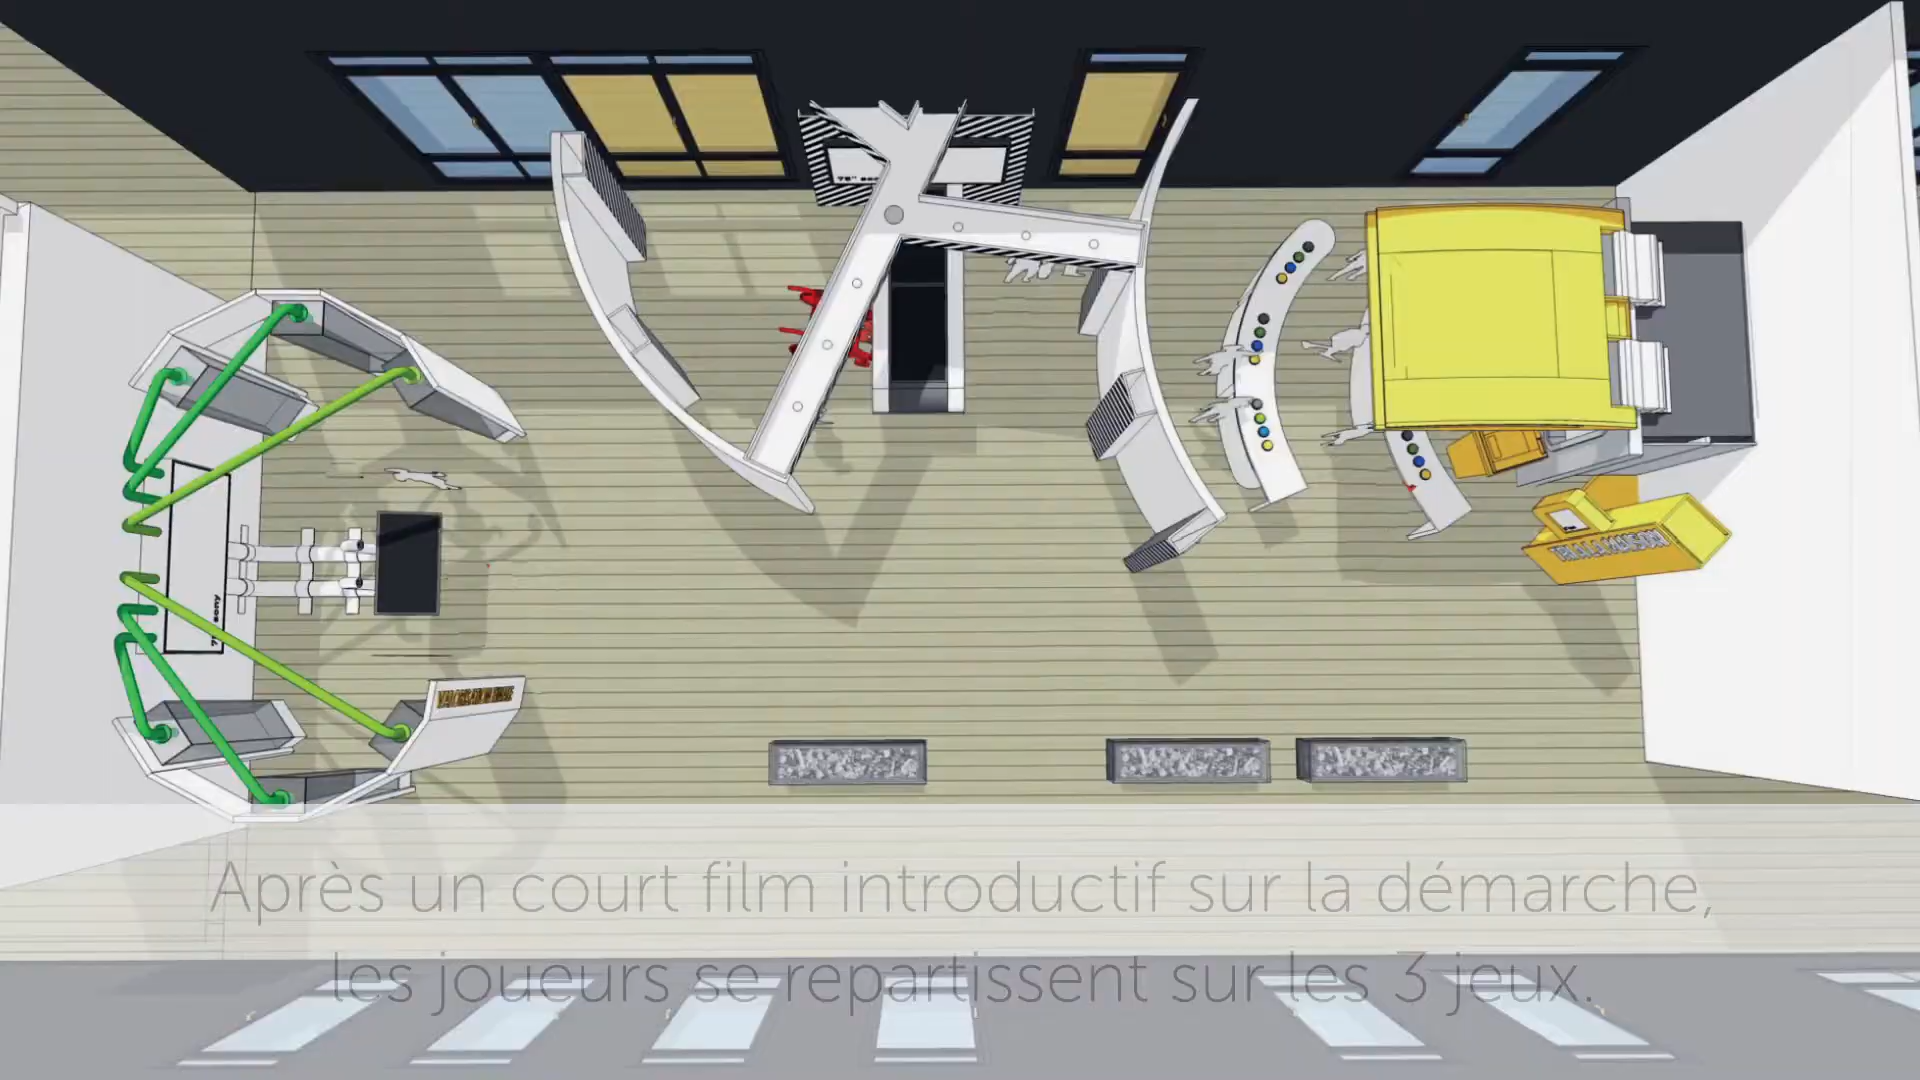 Après un court film introductif sur la démarche,
les joueurs se repartissent sur les 3 jeux.